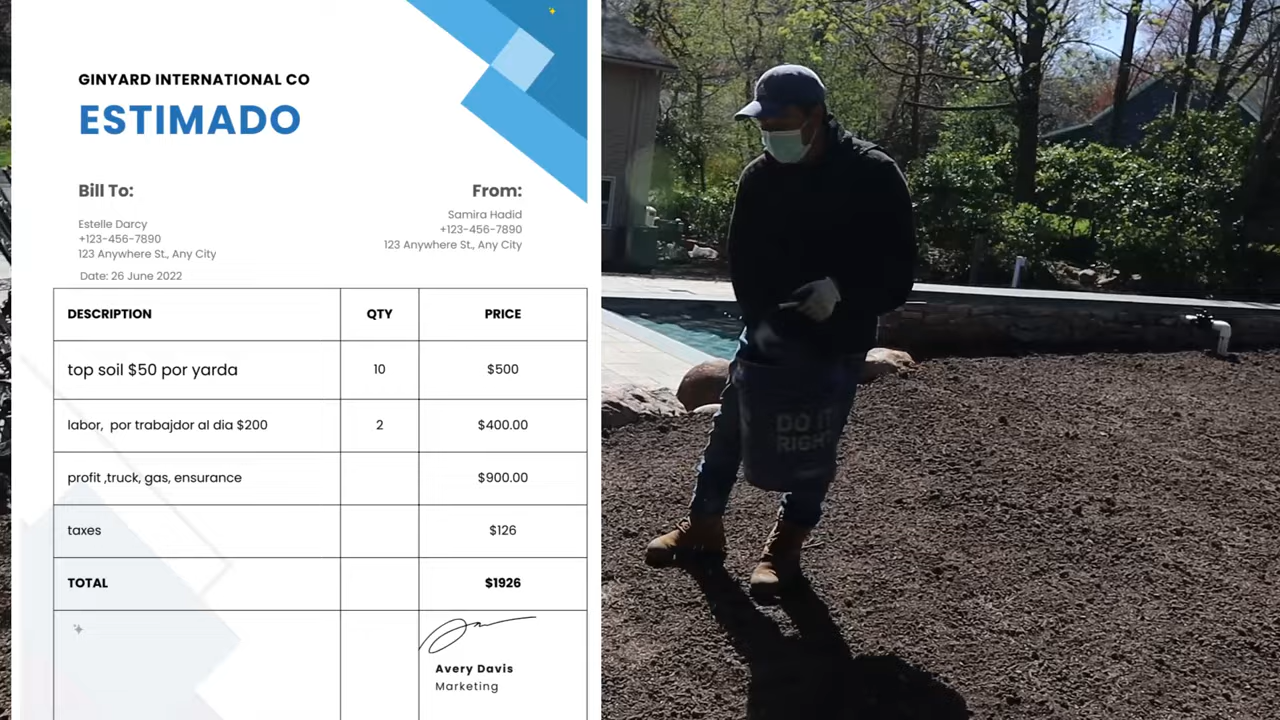 GINYARD INTERNATIONAL CO
ESTIMADO
Bill To:
From:
Estelle Darcy
+123-456-7890
123 Anywhere St., Any City
Samira Hadid
+123-456-7890
123 Anywhere St., Any City
Date: 26 June 2022
DESCRIPTION QTY PRICE
top soil $50 por yarda 10 $500
labor, por trabajdor al dia $200 2 $400.00
profit ,truck, gas, ensurance $900.00
taxes $126
TOTAL $1926
Avery Davis
Marketing
DO IT
RIGHT